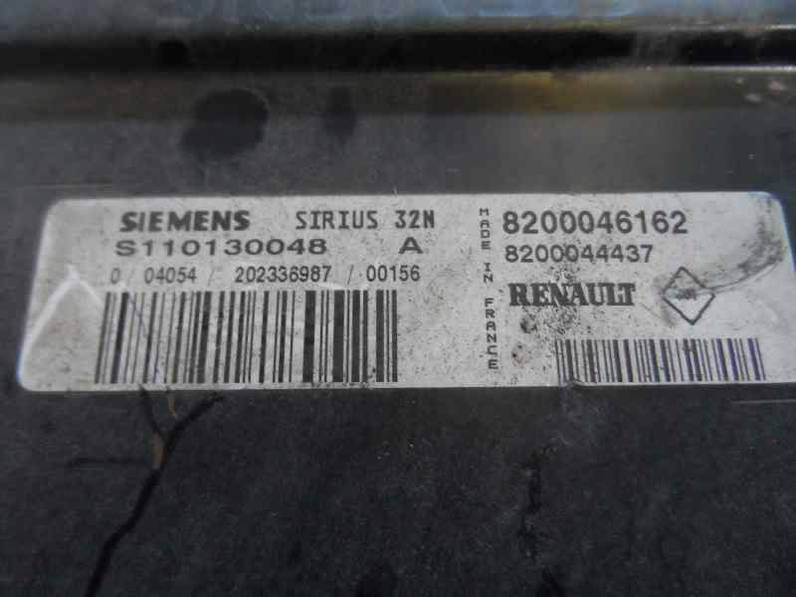 SIEMENS SIRIUS 32N
S110130048 A
0 / 04054 / 202336987 / 00156
MADE IN FRANCE
8200046162
8200044437
RENAULT